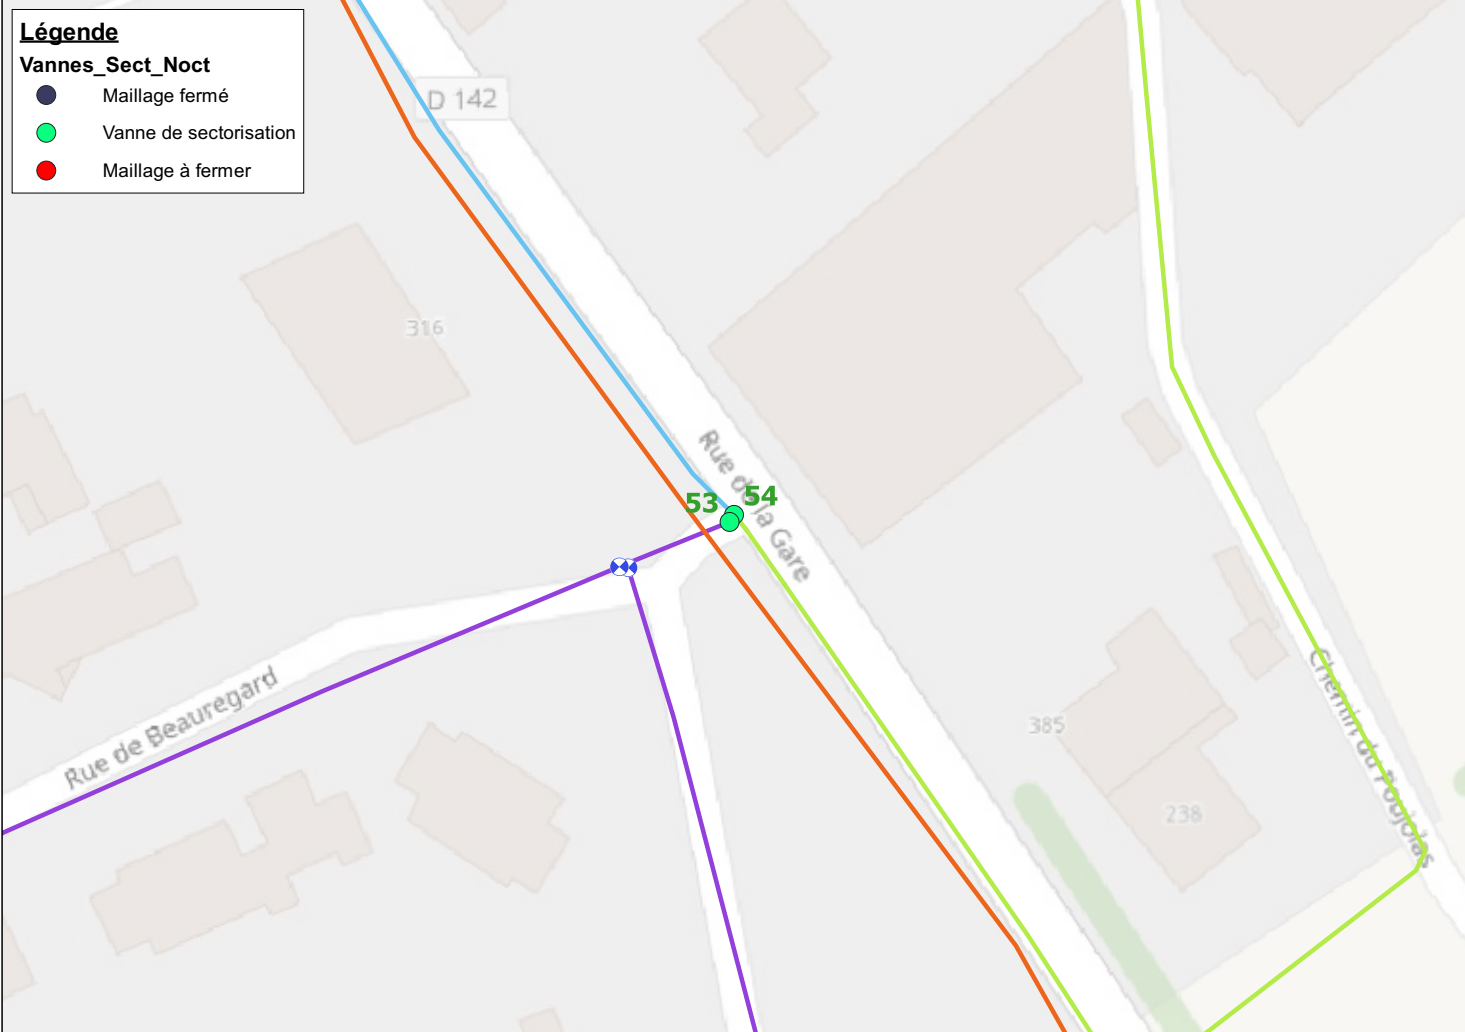 Légende
Vannes_Sect_Noct
Maillage fermé
Vanne de sectorisation
Maillage à fermer
D 142
316
Rue de la Gare
53
54
Rue de Beauregard
385
238
Chemin du Poujolas